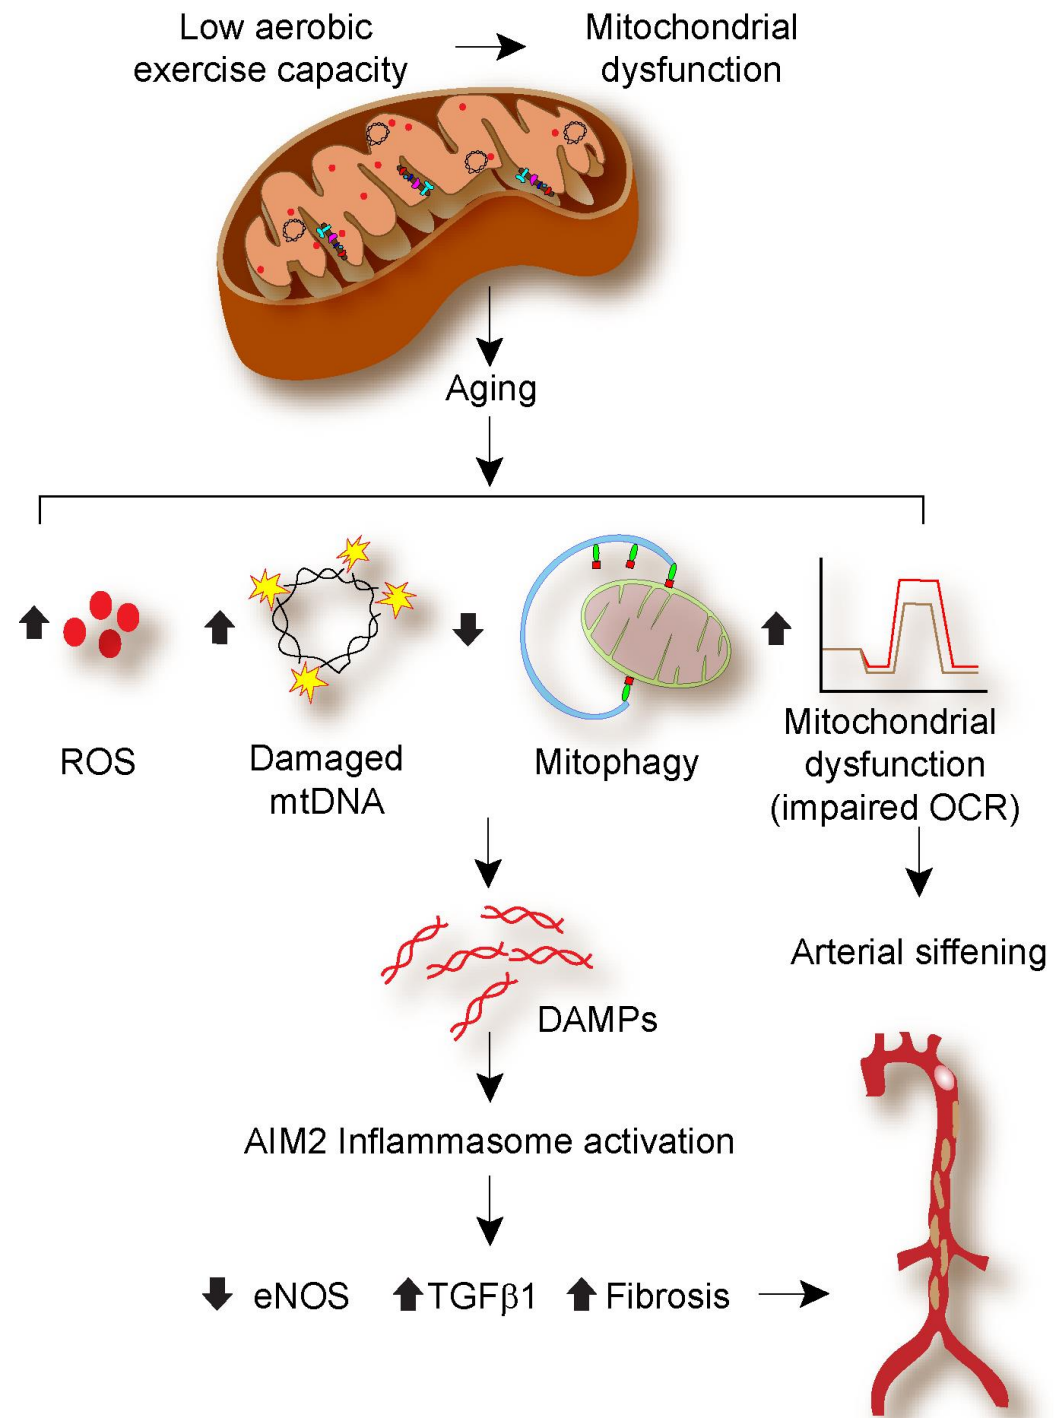 Low aerobic
exercise capacity
Mitochondrial
dysfunction
Aging
ROS
Damaged
mtDNA
Mitophagy
Mitochondrial
dysfunction
(impaired OCR)
Arterial siffening
DAMPs
AIM2 Inflammasome activation
eNOS
TGFβ1
Fibrosis